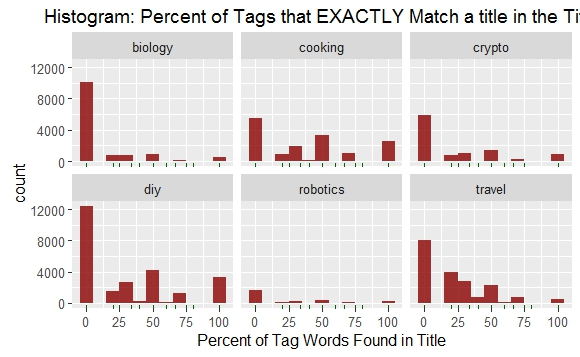 Histogram: Percent of Tags that EXACTLY Match a title in the Ti
biology cooking crypto
12000
8000
4000
0
count
diy robotics travel
12000
8000
4000
0
0 25 50 75 100 0 25 50 75 100 0 25 50 75 100
Percent of Tag Words Found in Title